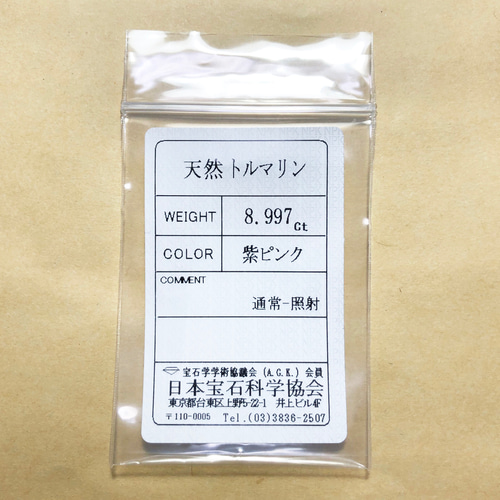 天然 トルマリン
WEIGHT 8.997 Ct
COLOR 紫ピンク
COMMENT
通常-照射
宝石学学術協議会 (A.G.K.) 会員
日本宝石科学協会
東京都台東区上野5-22-1 井上ビル4F
〒110-0005 Tel.(03)3836-2507